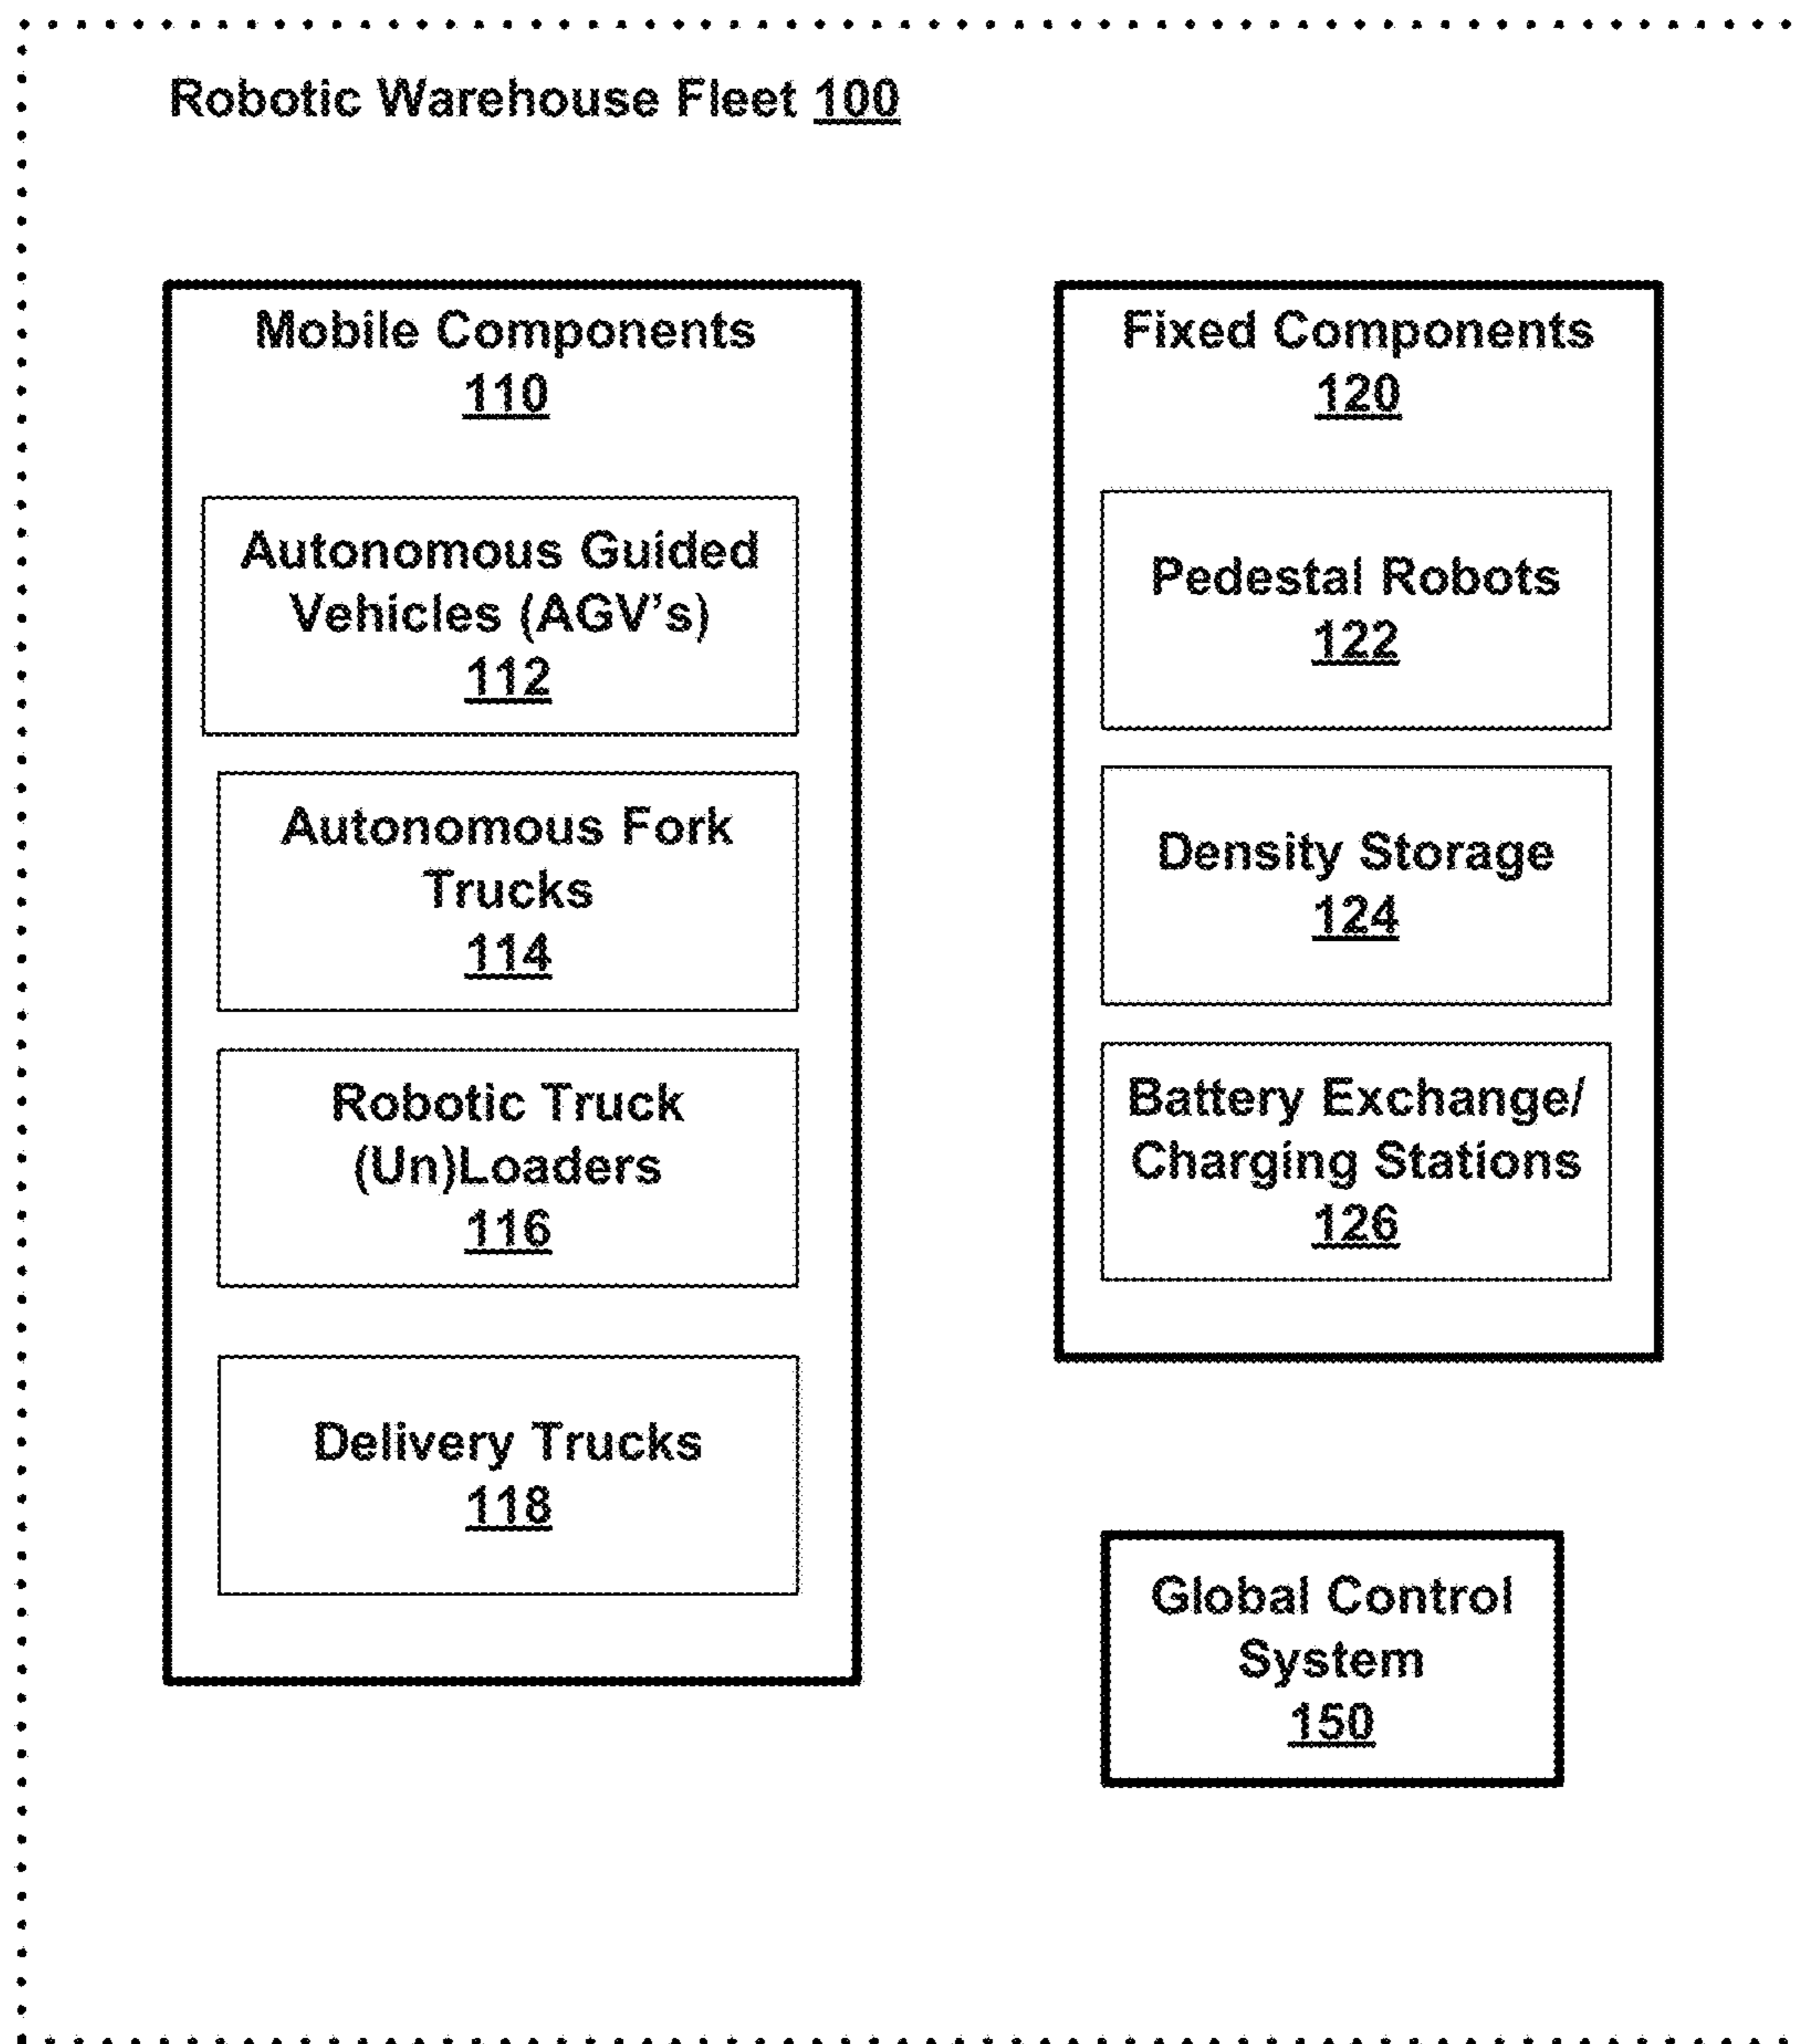 Robotic Warehouse Fleet 100
Mobile Components
110
Autonomous Guided
Vehicles (AGV's)
112
Autonomous Fork
Trucks
114
Robotic Truck
(Un)Loaders
116
Delivery Trucks
118
Fixed Components
120
Pedestal Robots
122
Density Storage
124
Battery Exchange/
Charging Stations
126
Global Control
System
150